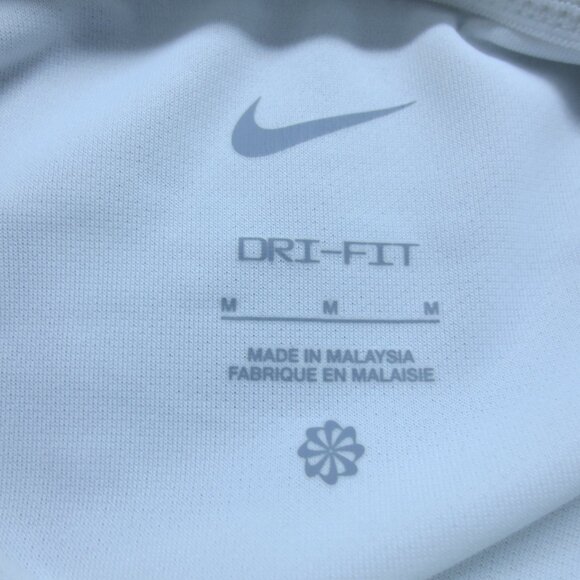 DRI-FIT
M M M
MADE IN MALAYSIA
FABRIQUE EN MALAISIE